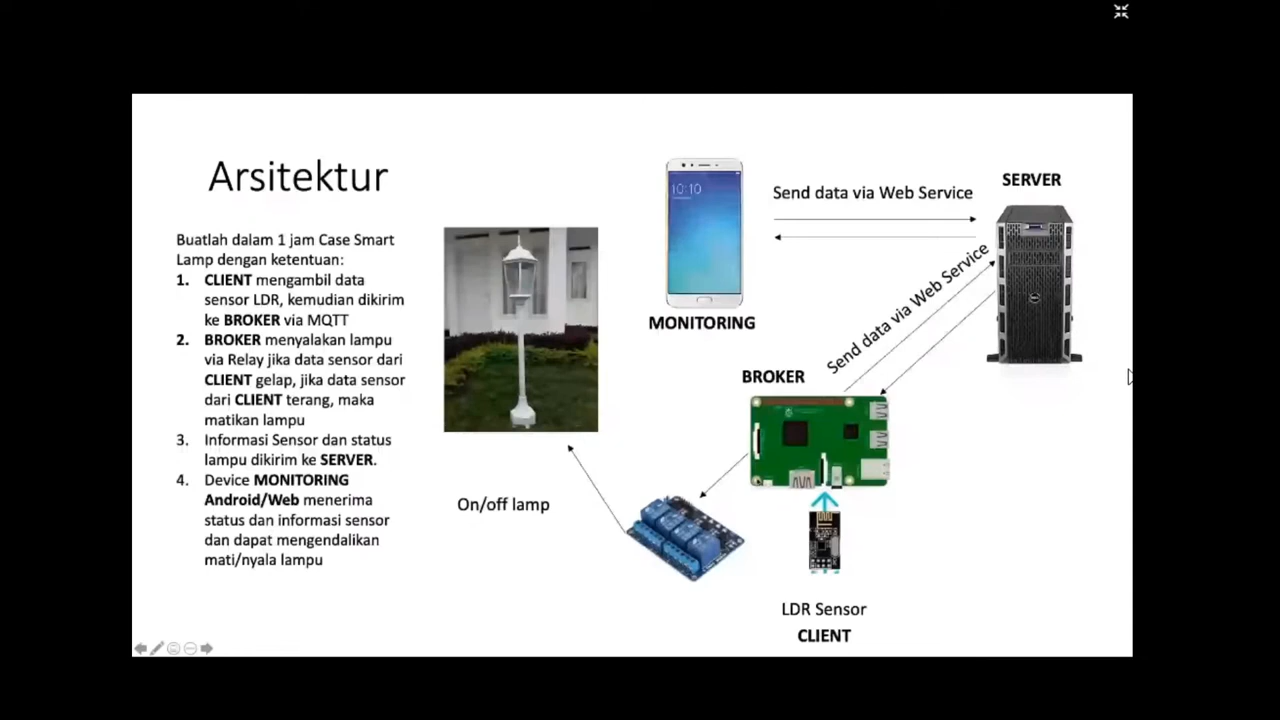 Arsitektur
Buatlah dalam 1 jam Case Smart
Lamp dengan ketentuan:
1. CLIENT mengambil data
sensor LDR, kemudian dikirim
ke BROKER via MQTT
2. BROKER menyalakan lampu
via Relay jika data sensor dari
CLIENT gelap, jika data sensor
dari CLIENT terang, maka
matikan lampu
3. Informasi Sensor dan status
lampu dikirim ke SERVER.
4. Device MONITORING
Android/Web menerima
status dan informasi sensor
dan dapat mengendalikan
mati/nyala lampu
On/off lamp
10:10
MONITORING
Send data via Web Service
SERVER
Send data via Web Service
BROKER
LDR Sensor
CLIENT